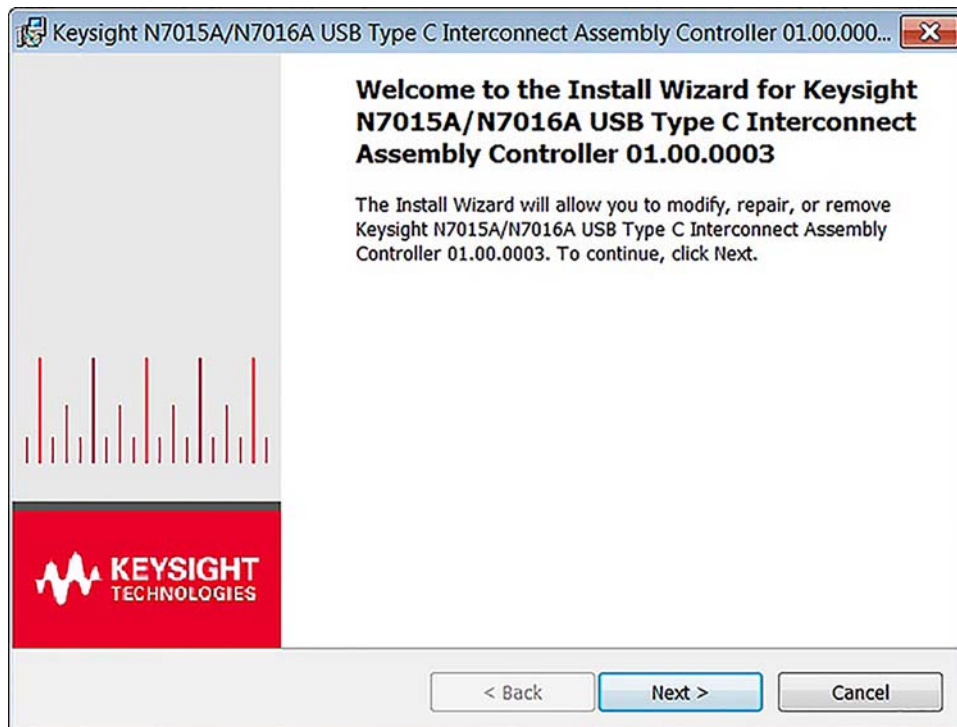 Keysight N7015A/N7016A USB Type C Interconnect Assembly Controller 01.00.000...
Welcome to the Install Wizard for Keysight
N7015A/N7016A USB Type C Interconnect
Assembly Controller 01.00.0003
The Install Wizard will allow you to modify, repair, or remove
Keysight N7015A/N7016A USB Type C Interconnect Assembly
Controller 01.00.0003. To continue, click Next.
KEYSIGHT
TECHNOLOGIES
< Back
Next >
Cancel